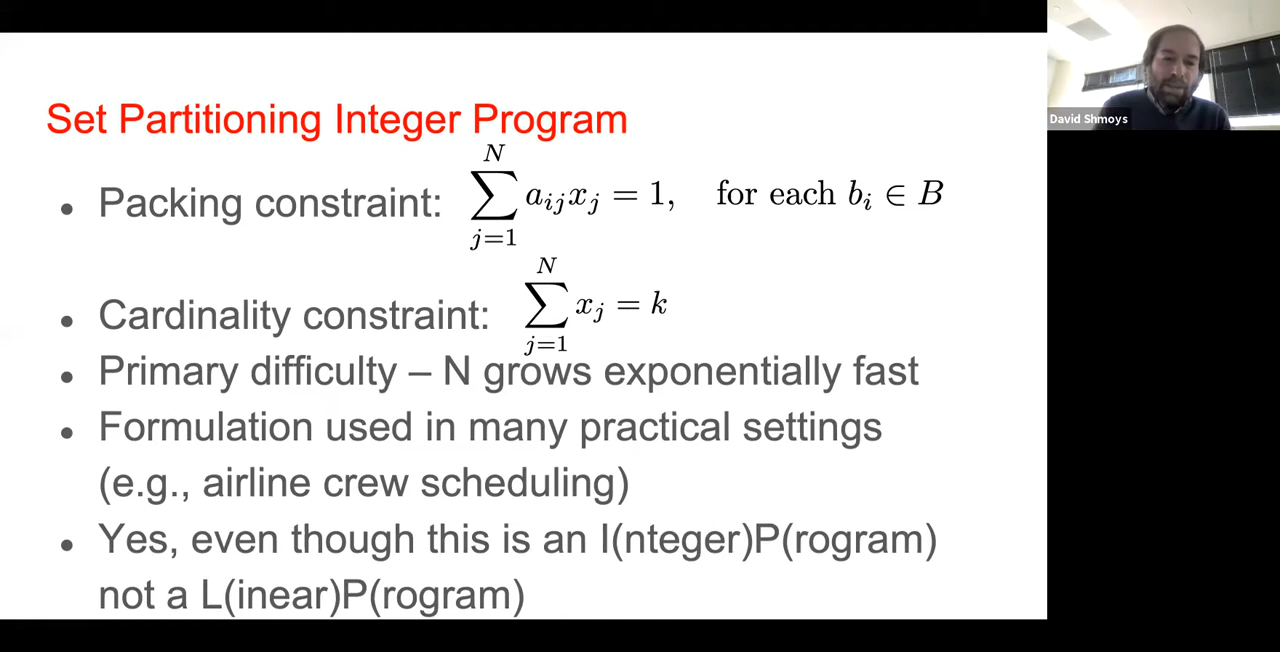 Set Partitioning Integer Program
• Packing constraint: \sum_{j=1}^{N} a_{ij} x_j = 1, for each b_i ∈ B
• Cardinality constraint: \sum_{j=1}^{N} x_j = k
• Primary difficulty – N grows exponentially fast
• Formulation used in many practical settings
(e.g., airline crew scheduling)
• Yes, even though this is an I(nteger)P(rogram)
not a L(inear)P(rogram)
David Shmoys